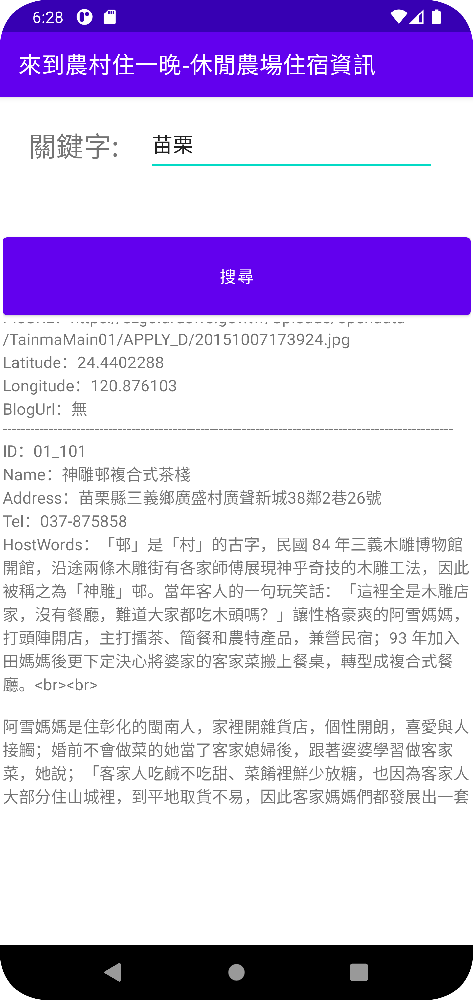 6:28
來到農村住一晚-休閒農場住宿資訊
關鍵字:
苗栗
搜尋
/TainmaMain01/APPLY_D/20151007173924.jpg
Latitude：24.4402288
Longitude：120.876103
BlogUrl：無
--------------------------------------------------------------------------------------------------
ID：01_101
Name：神雕邨複合式茶棧
Address：苗栗縣三義鄉廣盛村廣聲新城38鄰2巷26號
Tel：037-875858
HostWords：「邨」是「村」的古字，民國 84 年三義木雕博物館
開館，沿途兩條木雕街有各家師傅展現神乎奇技的木雕工法，因此
被稱之為「神雕」邨。當年客人的一句玩笑話：「這裡全是木雕店
家，沒有餐廳，難道大家都吃木頭嗎？」讓性格豪爽的阿雪媽媽，
打頭陣開店，主打擂茶、簡餐和農特產品，兼營民宿；93 年加入
田媽媽後更下定決心將婆家的客家菜搬上餐桌，轉型成複合式餐
廳。<br><br>
阿雪媽媽是住彰化的閩南人，家裡開雜貨店，個性開朗，喜愛與人
接觸；婚前不會做菜的她當了客家媳婦後，跟著婆婆學習做客家
菜，她說；「客家人吃鹹不吃甜、菜餚裡鮮少放糖，也因為客家人
大部分住山城裡，到平地取貨不易，因此客家媽媽們都發展出一套